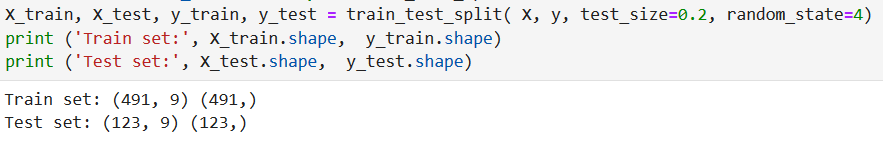 X_train, X_test, y_train, y_test = train_test_split( X, y, test_size=0.2, random_state=4)
print ('Train set:', X_train.shape,  y_train.shape)
print ('Test set:', X_test.shape,  y_test.shape)
Train set: (491, 9) (491,)
Test set: (123, 9) (123,)